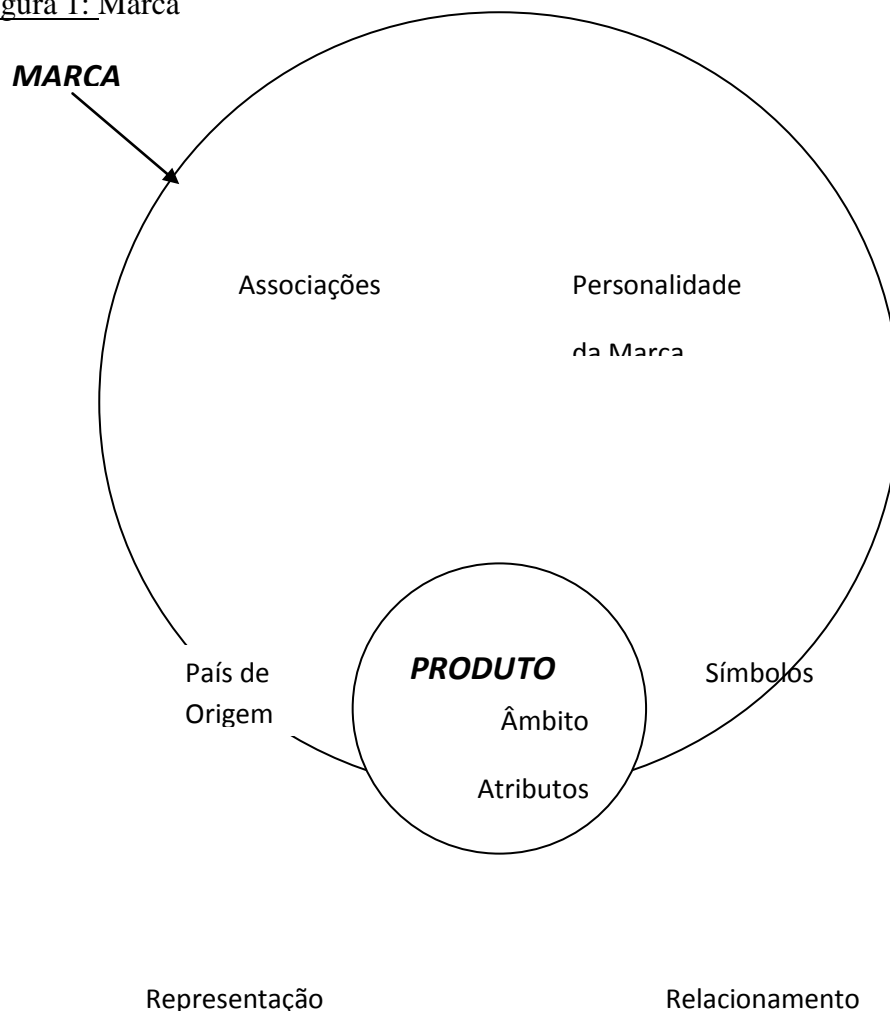 gura 1: Marca
MARCA
Associações
Personalidade
da Marca
País de
Origem
PRODUTO
Âmbito
Atributos
Símbolos
Representação
Relacionamento